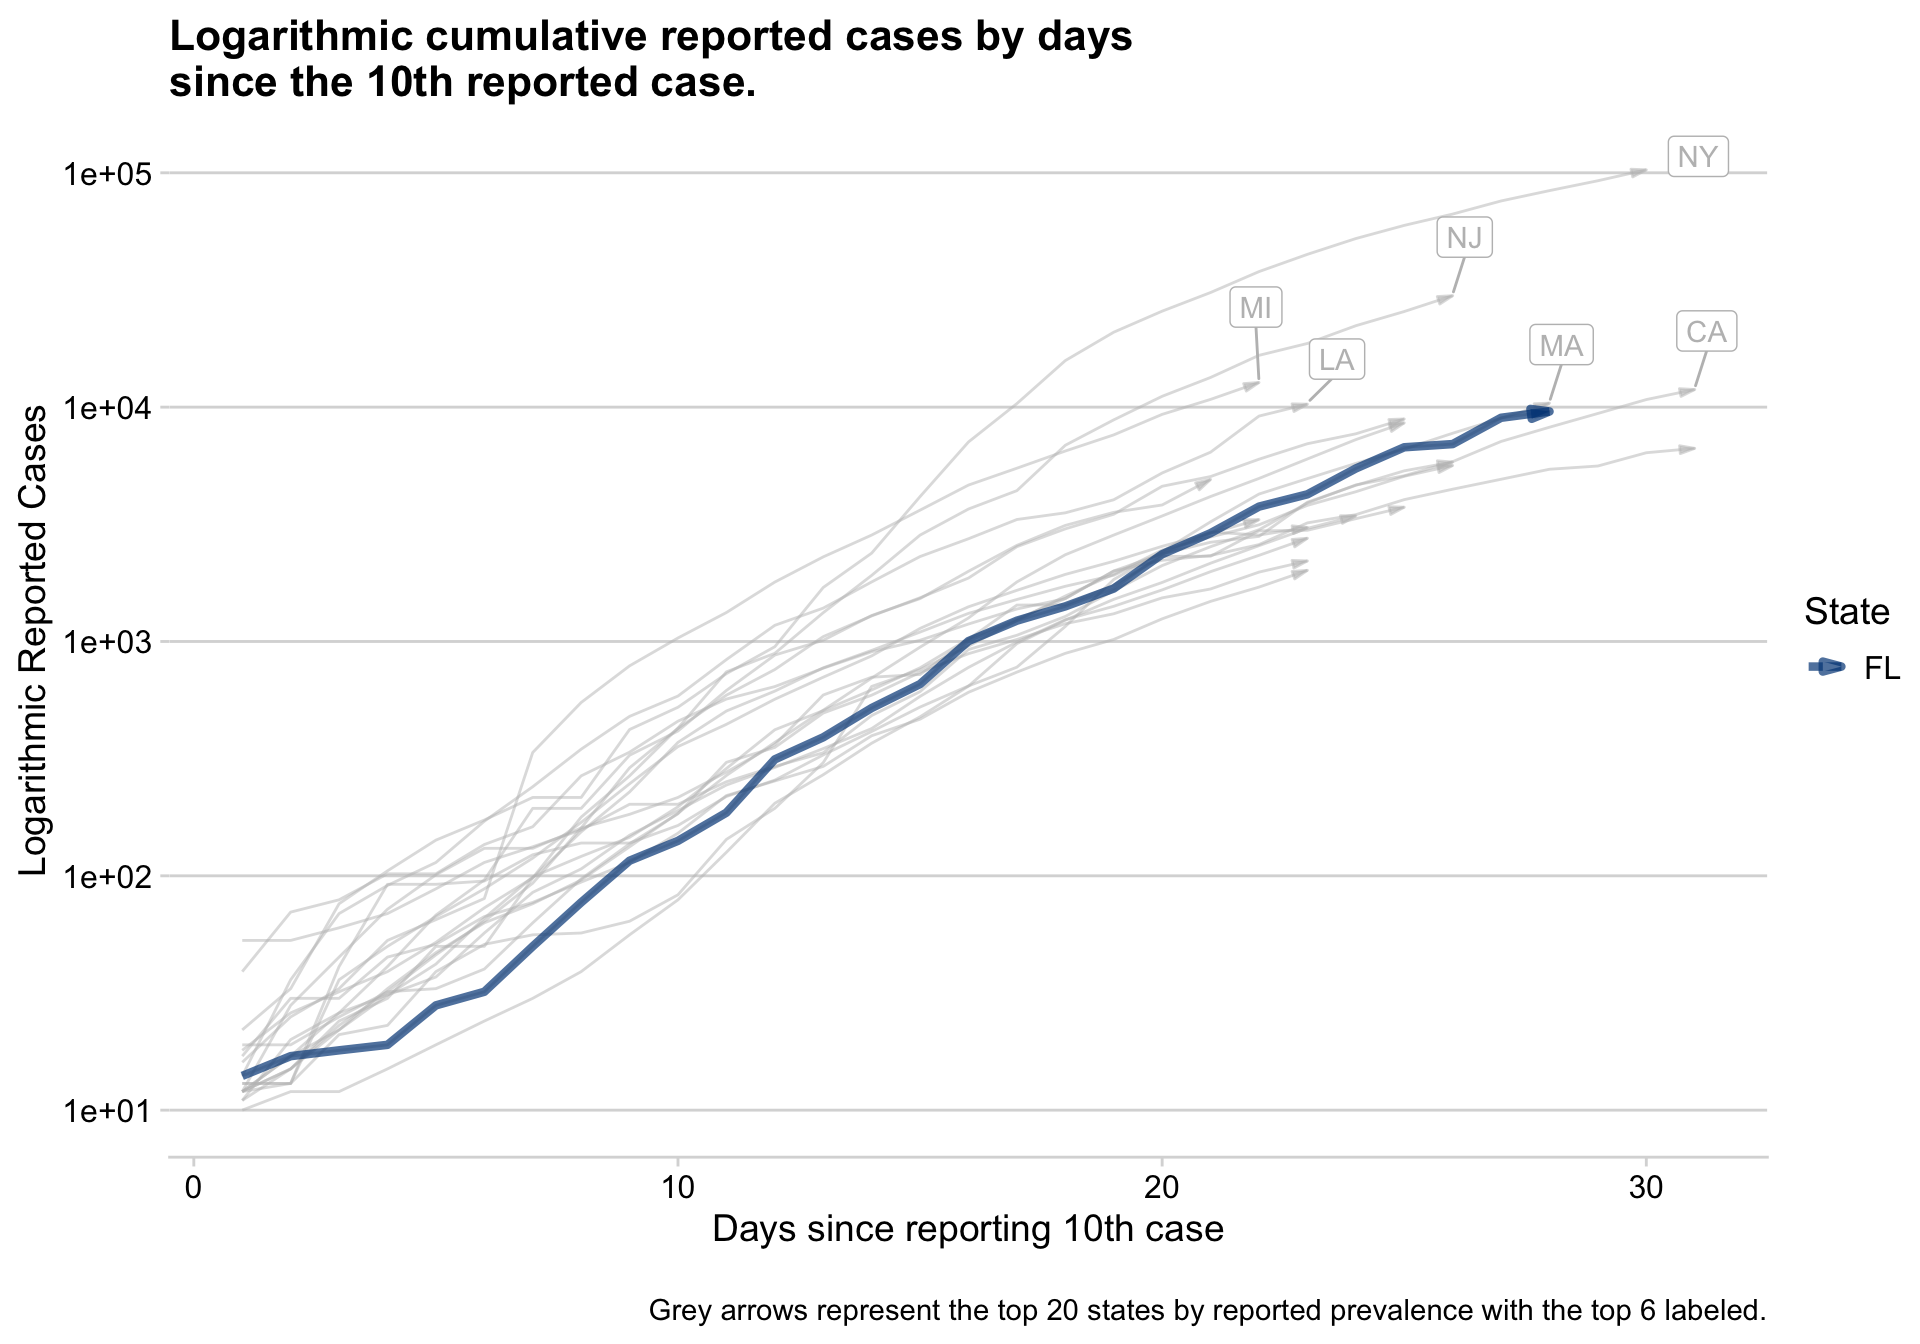 Logarithmic cumulative reported cases by days
since the 10th reported case.
1e+05
1e+04
1e+03
1e+02
1e+01
Logarithmic Reported Cases
NY
NJ
MI
LA
MA
CA
State
FL
0
10
20
30
Days since reporting 10th case
Grey arrows represent the top 20 states by reported prevalence with the top 6 labeled.